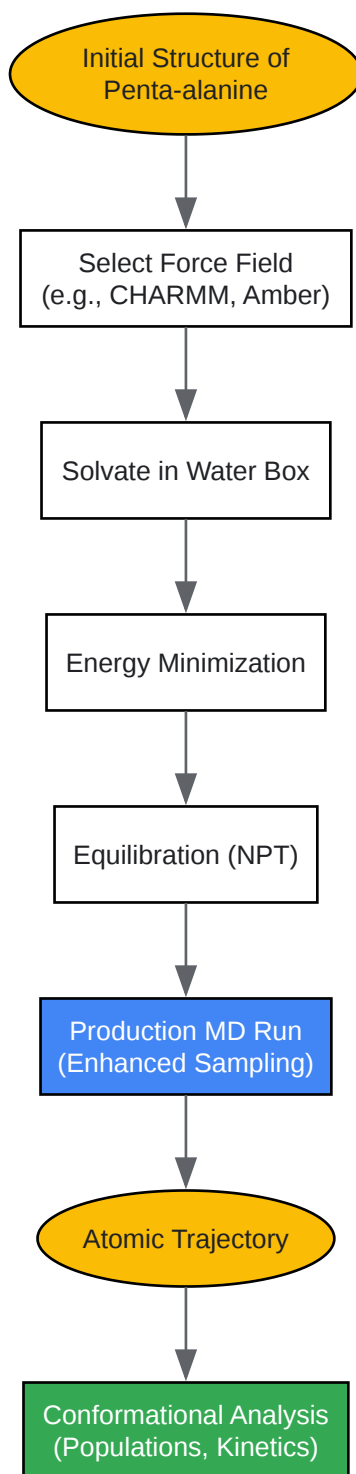 Initial Structure of
Penta-alanine
Select Force Field
(e.g., CHARMM, Amber)
Solvate in Water Box
Energy Minimization
Equilibration (NPT)
Production MD Run
(Enhanced Sampling)
Atomic Trajectory
Conformational Analysis
(Populations, Kinetics)